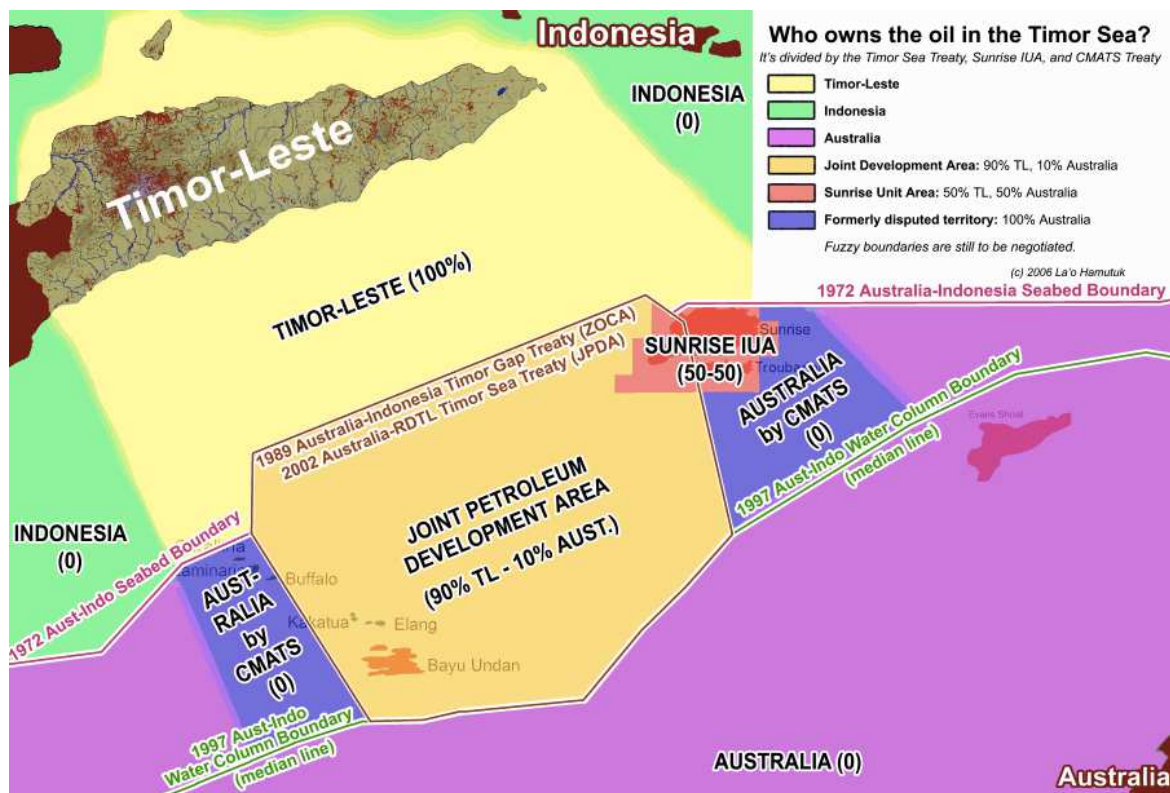 Indonesia
Who owns the oil in the Timor Sea?
It's divided by the Timor Sea Treaty, Sunrise IUA, and CMATS Treaty
Timor-Leste
Indonesia
Australia
Joint Development Area: 90% TL, 10% Australia
Sunrise Unit Area: 50% TL, 50% Australia
Formerly disputed territory: 100% Australia
Fuzzy boundaries are still to be negotiated.
(c) 2006 La'o Hamutuk
INDONESIA
(0)
Timor-Leste
TIMOR-LESTE (100%)
1972 Australia-Indonesia Seabed Boundary
1989 Australia-Indonesia Timor Gap Treaty (ZOCA)
2002 Australia-RDTL Timor Sea Treaty (JPDA)
Sunrise
SUNRISE IUA
(50-50)
AUSTRALIA
by CMATS
(0)
Evans Shoal
1997 Aust-Indo Water Column Boundary
(median line)
JOINT PETROLEUM
DEVELOPMENT AREA
(90% TL - 10% AUST.)
INDONESIA
(0)
1972 Aust-Indo Seabed Boundary
Laminaria
Buffalo
AUST-
RALIA
by
CMATS
(0)
Kakatua
Elang
Bayu Undan
1997 Aust-Indo
Water Column Boundary
(median line)
AUSTRALIA (0)
Australia